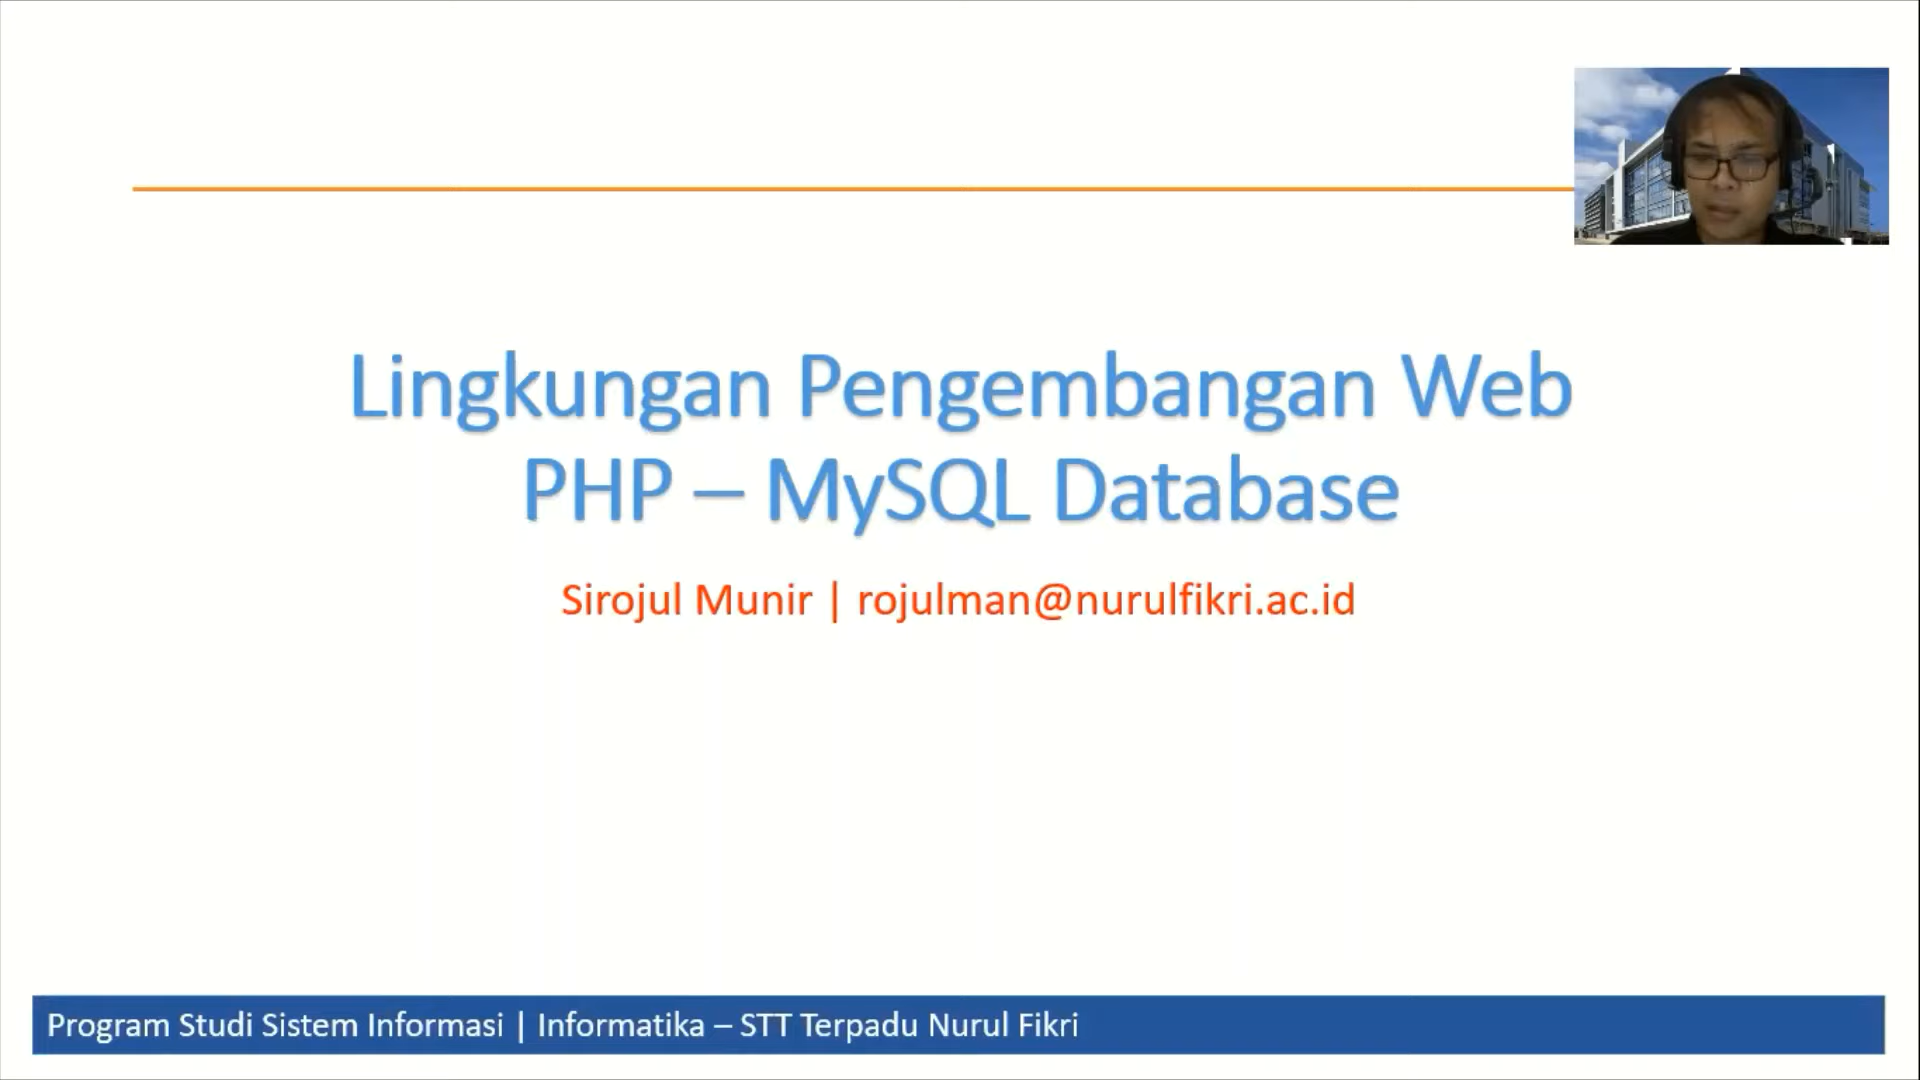 Lingkungan Pengembangan Web
PHP – MySQL Database
Sirojul Munir | rojulman@nurulfikri.ac.id
Program Studi Sistem Informasi | Informatika – STT Terpadu Nurul Fikri